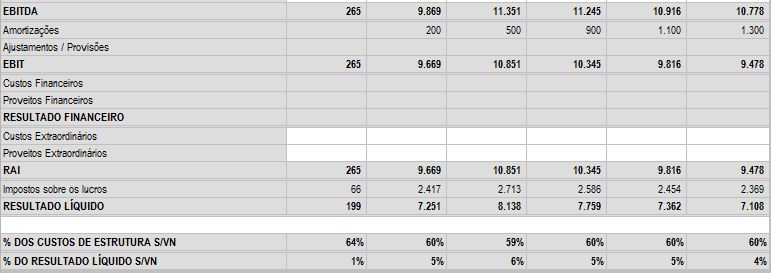 EBITDA 265 9.869 11.351 11.245 10.916 10.778
Amortizações 200 500 900 1.100 1.300
Ajustamentos / Provisões
EBIT 265 9.669 10.851 10.345 9.816 9.478
Custos Financeiros
Proveitos Financeiros
RESULTADO FINANCEIRO
Custos Extraordinários
Proveitos Extraordinários
RAI 265 9.669 10.851 10.345 9.816 9.478
Impostos sobre os lucros 66 2.417 2.713 2.586 2.454 2.369
RESULTADO LÍQUIDO 199 7.251 8.138 7.759 7.362 7.108
% DOS CUSTOS DE ESTRUTURA S/VN 64% 60% 59% 60% 60% 60%
% DO RESULTADO LÍQUIDO S/VN 1% 5% 6% 5% 5% 4%